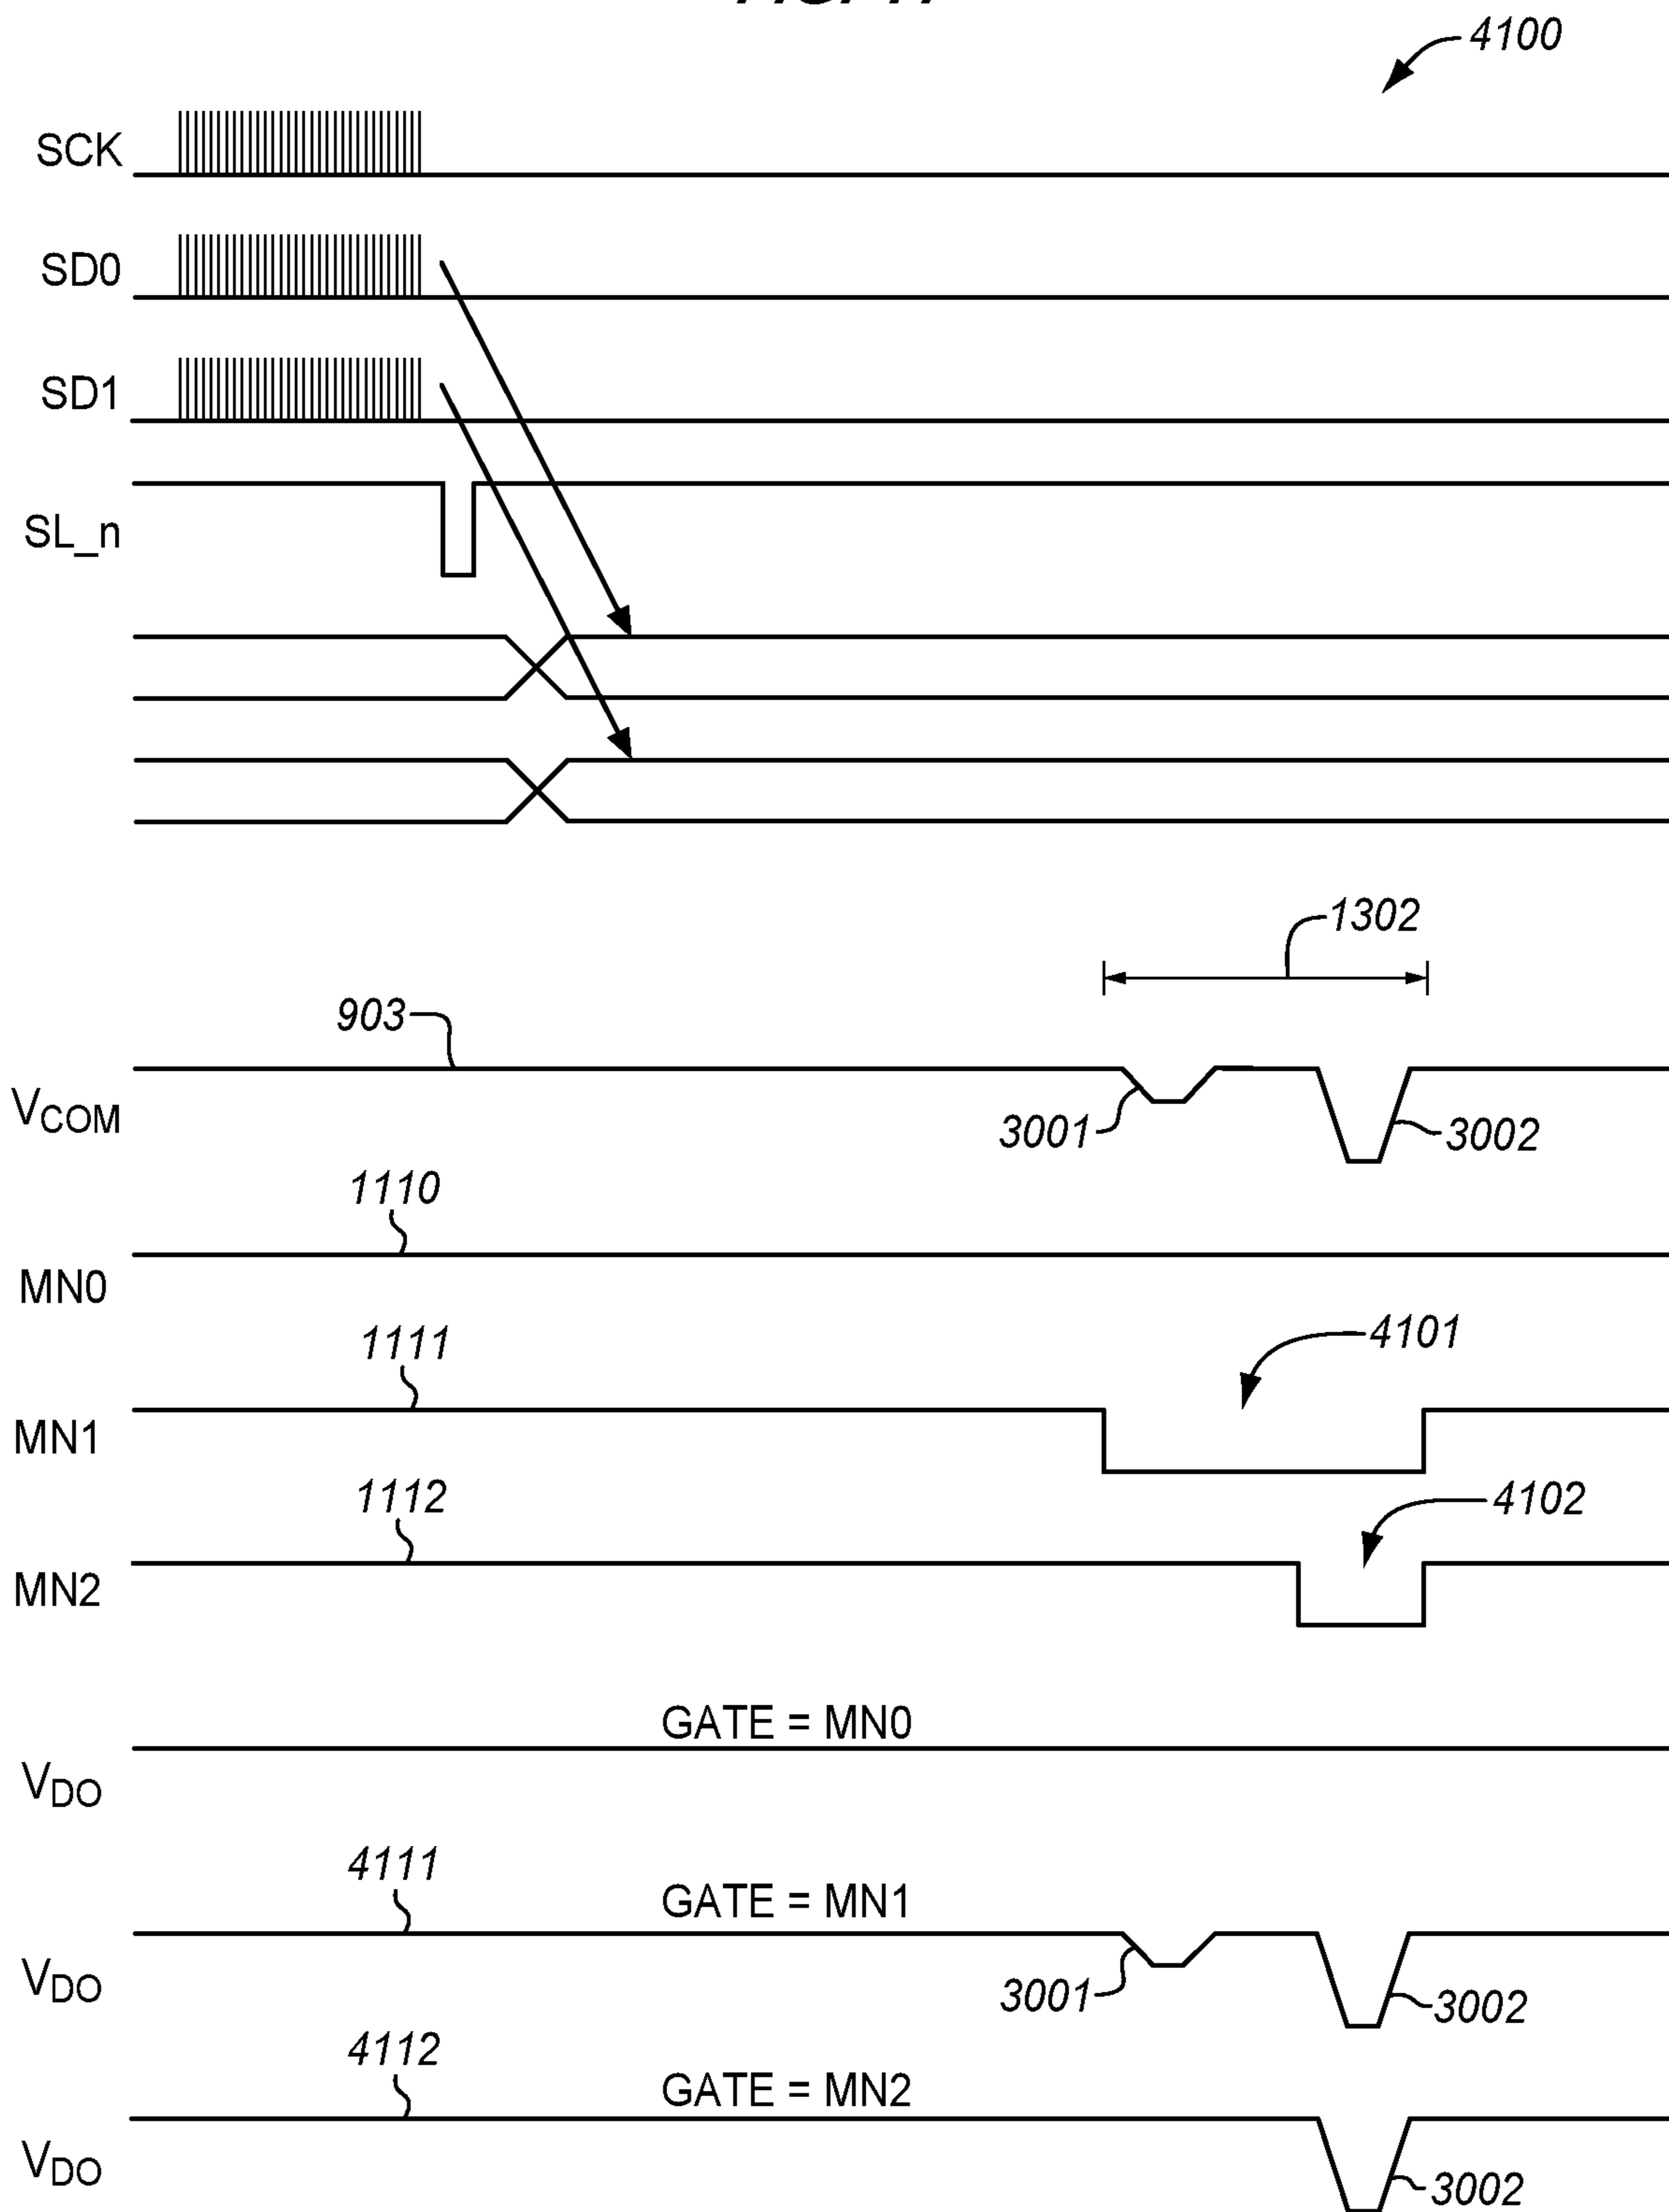 4100
SCK
SD0
SD1
SL_n
1302
903
VCOM
3001
3002
1110
MN0
1111
4101
MN1
1112
4102
MN2
GATE = MN0
VDO
4111
GATE = MN1
VDO
3001
3002
4112
GATE = MN2
VDO
3002